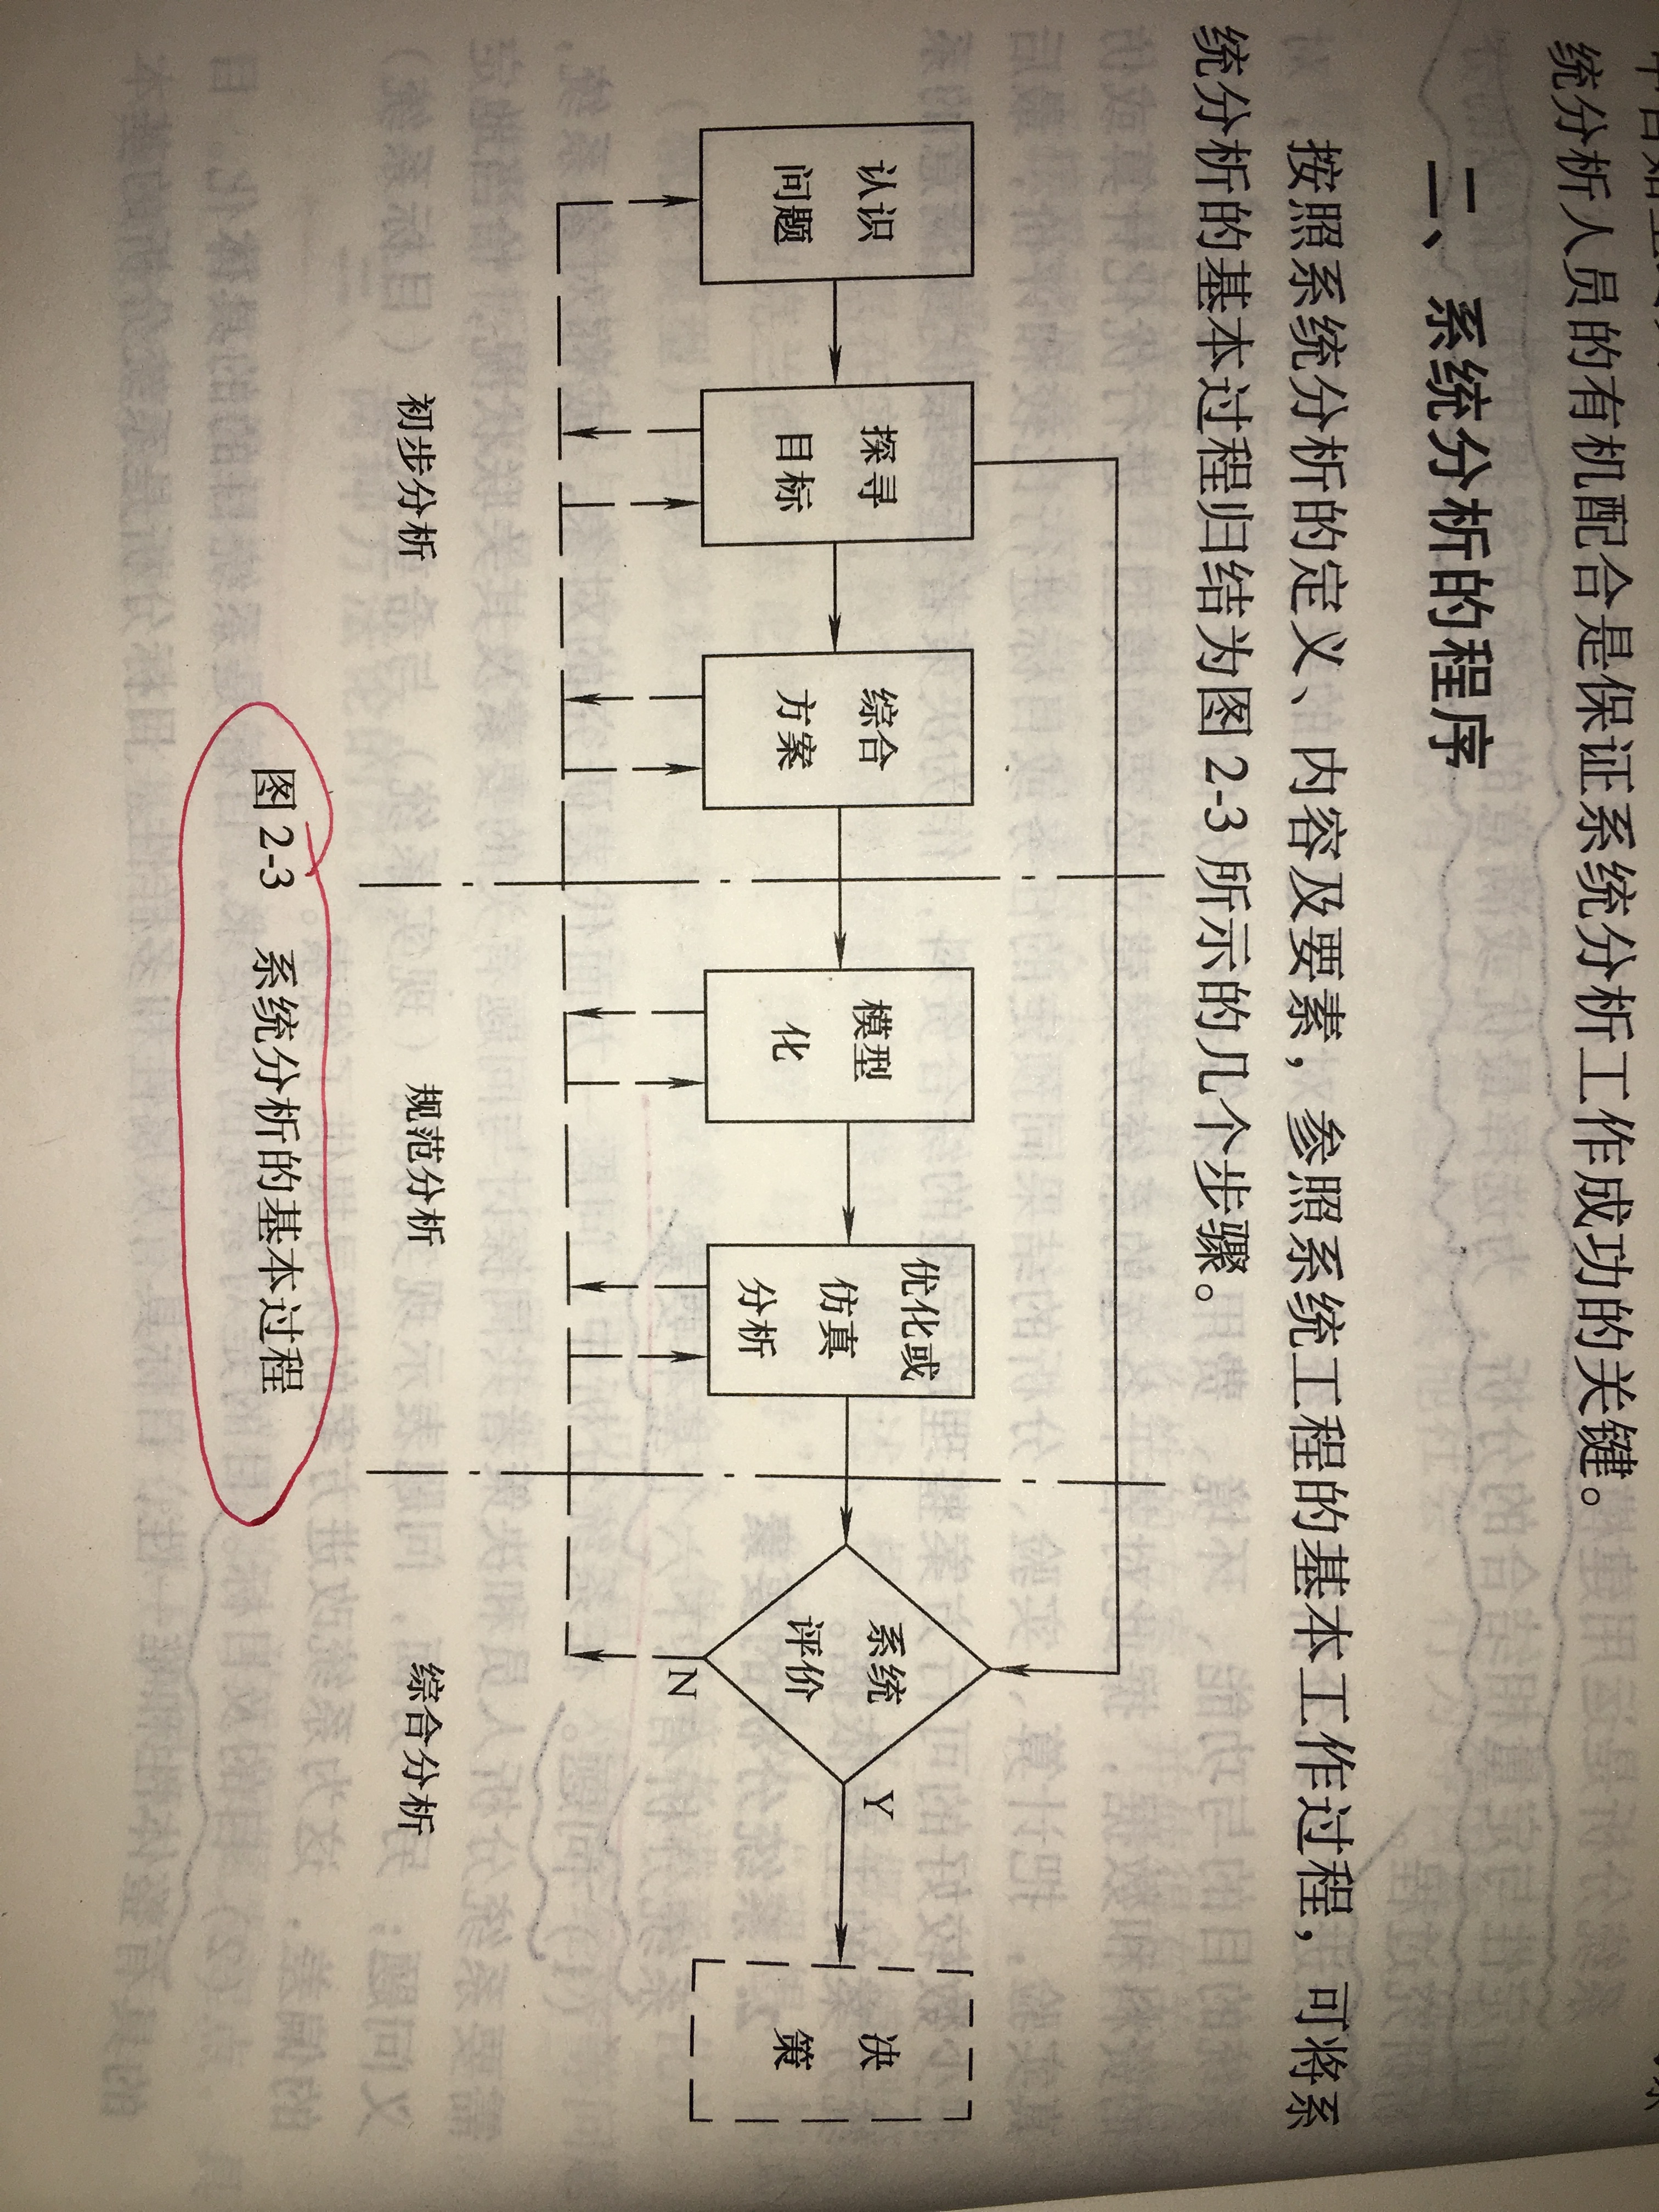 统分析人员的有机配合是保证系统分析工作成功的关键。
二、系统分析的程序
按照系统分析的定义、内容及要素，参照系统工程的基本工作过程，可将系
统分析的基本过程归结为图 2-3 所示的几个步骤。
认识
问题
探寻
目标
综合
方案
模型
化
优化或
仿真
分析
系统
评价
Y
N
决
策
初步分析
规范分析
综合分析
图 2-3 系统分析的基本过程